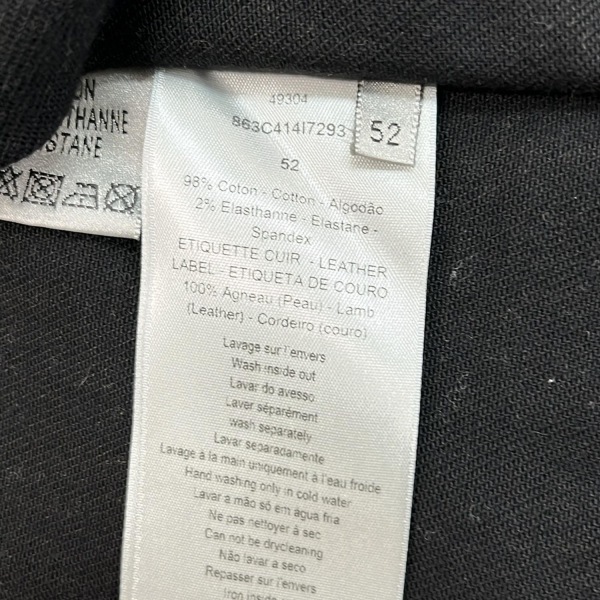 THANNE
STANE
49304
863C414I7293
52
52
98% Coton - Cotton - Algodão
2% Elasthanne - Elastane -
Spandex
ETIQUETTE CUIR - LEATHER
LABEL - ETIQUETA DE COURO
100% Agneau (Peau) - Lamb
(Leather) - Cordeiro (couro)
Lavage sur l'envers
Wash inside out
Lavar do avesso
Laver séparément
wash separately
Lavar separadamente
Lavage à la main uniquement à l'eau froide
Hand washing only in cold water
Lavar a mão só em água fria
Ne pas nettoyer à sec
Can not be drycleaning
Não lavar a seco
Repasser sur l'envers
Iron inside